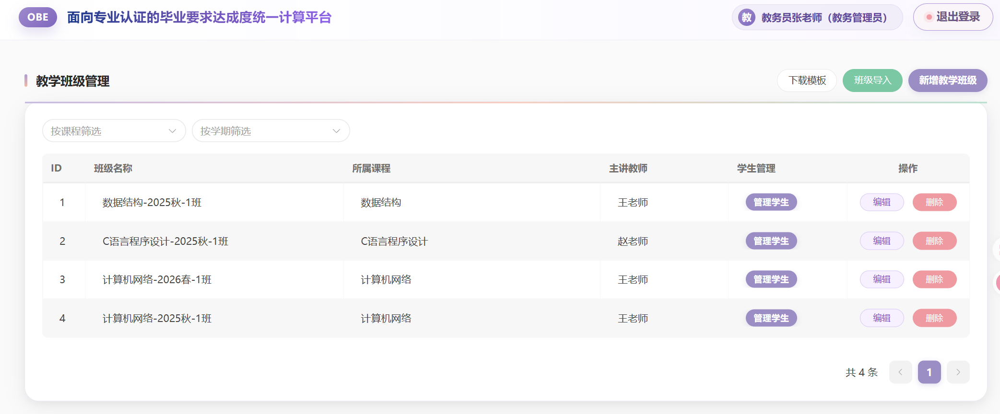 OBE 面向专业认证的毕业要求达成度统一计算平台 教 教务员张老师（教务管理员） 退出登录
教学班级管理 下载模板 班级导入 新增教学班级
按课程筛选 按学期筛选
ID 班级名称 所属课程 主讲教师 学生管理 操作
1 数据结构-2025秋-1班 数据结构 王老师 管理学生 编辑 删除
2 C语言程序设计-2025秋-1班 C语言程序设计 赵老师 管理学生 编辑 删除
3 计算机网络-2026春-1班 计算机网络 王老师 管理学生 编辑 删除
4 计算机网络-2025秋-1班 计算机网络 王老师 管理学生 编辑 删除
共 4 条 1